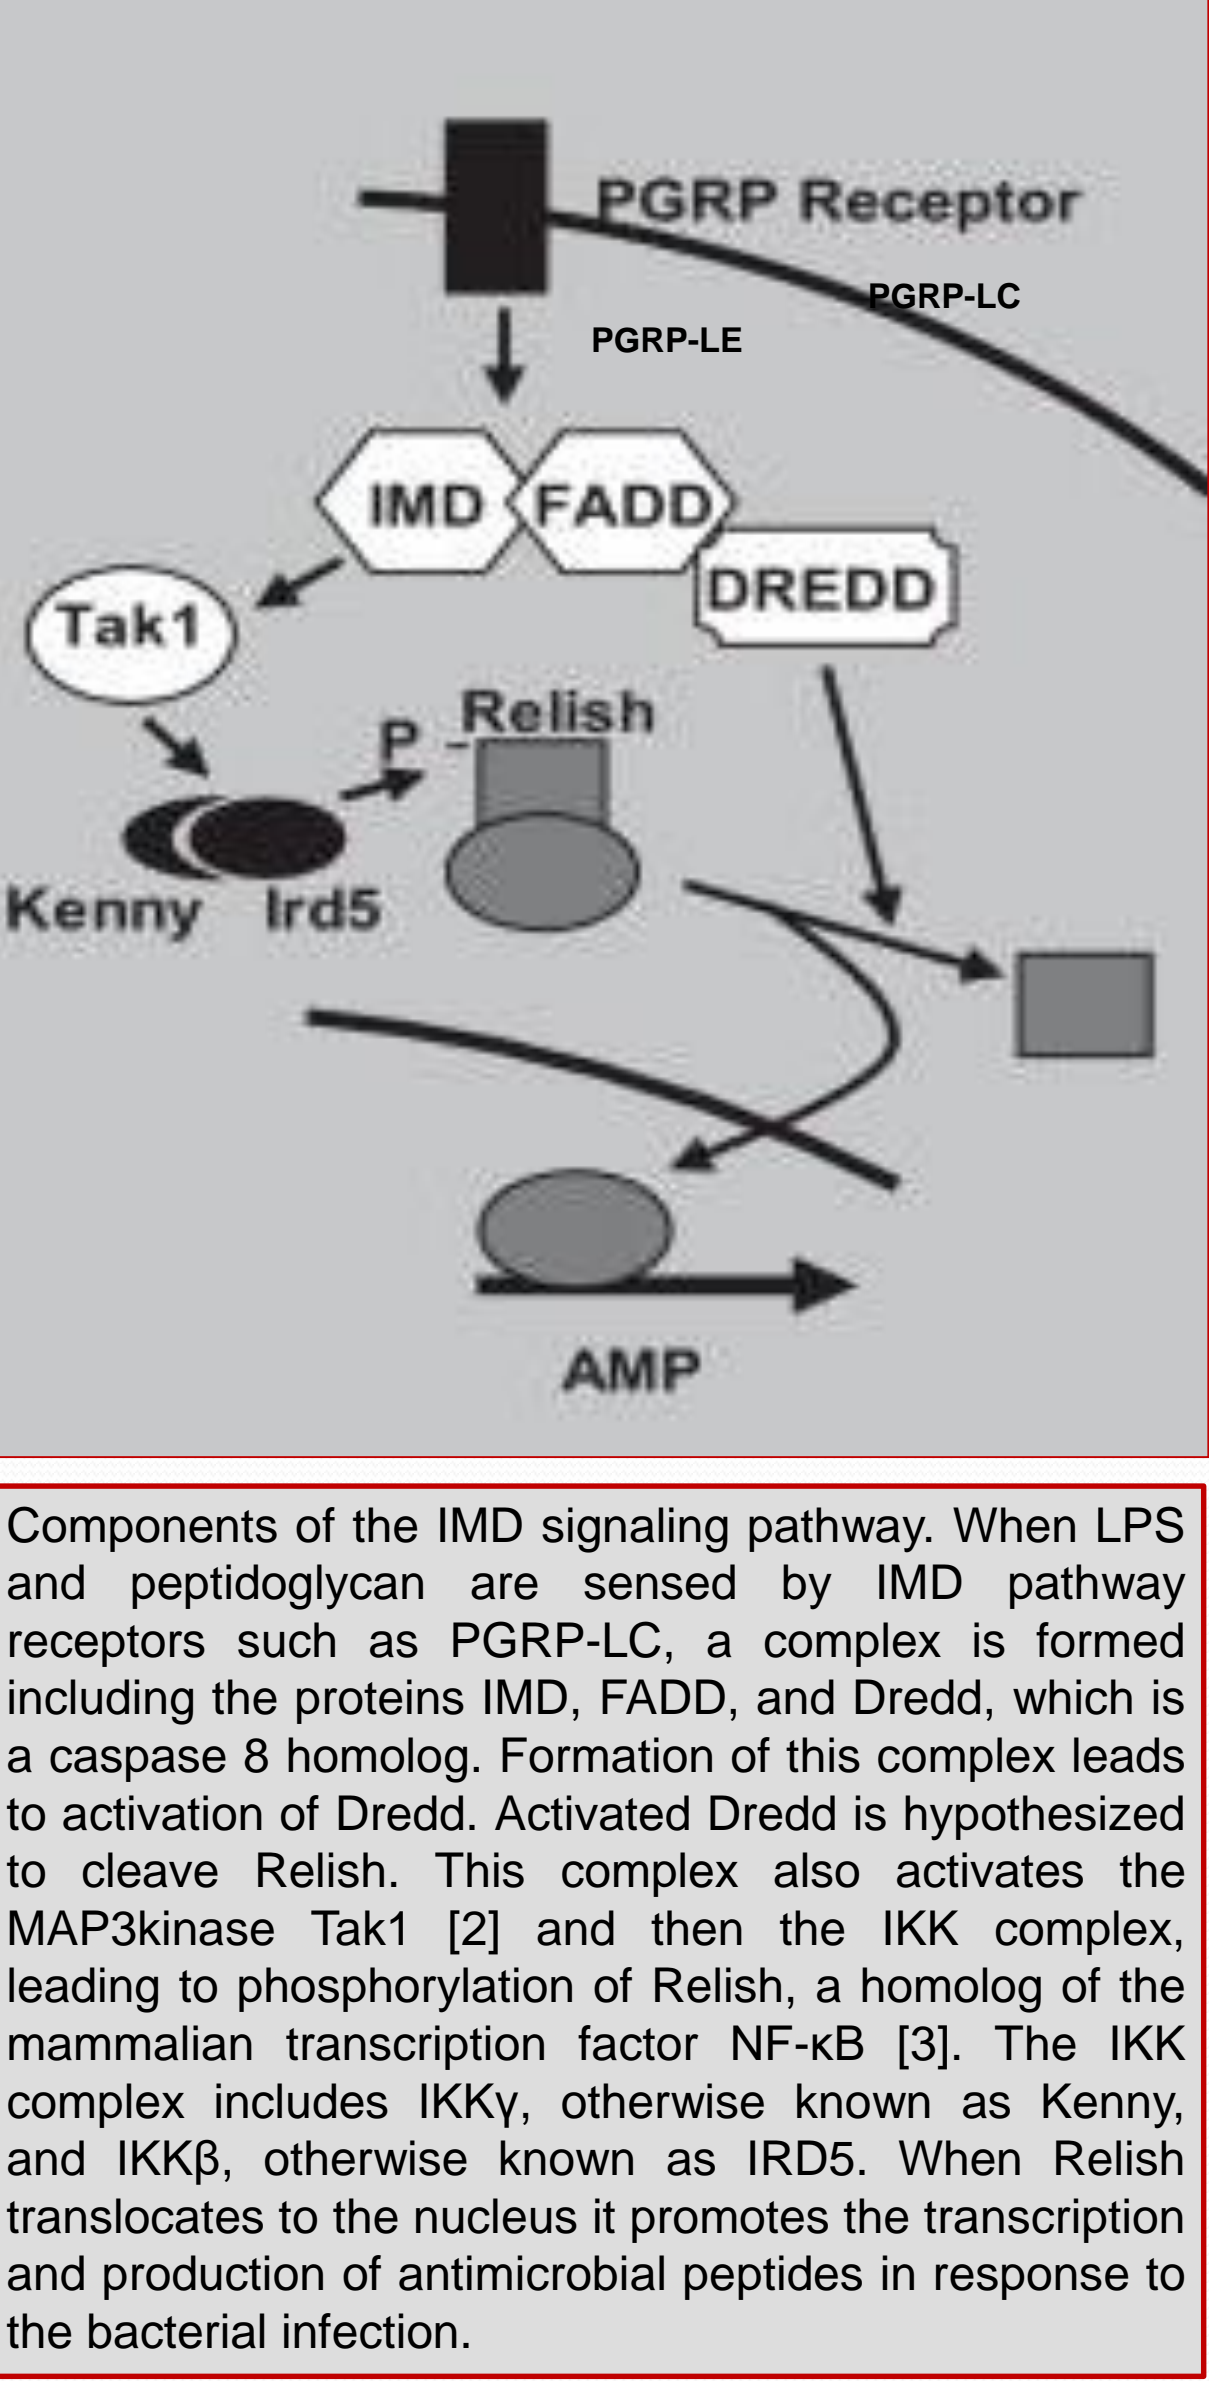 PGRP Receptor
PGRP-LC
PGRP-LE
IMD FADD
DREDD
Tak1
Relish
P -
Kenny Ird5
AMP
Components of the IMD signaling pathway. When LPS
and peptidoglycan are sensed by IMD pathway
receptors such as PGRP-LC, a complex is formed
including the proteins IMD, FADD, and Dredd, which is
a caspase 8 homolog. Formation of this complex leads
to activation of Dredd. Activated Dredd is hypothesized
to cleave Relish. This complex also activates the
MAP3kinase Tak1 [2] and then the IKK complex,
leading to phosphorylation of Relish, a homolog of the
mammalian transcription factor NF-κB [3]. The IKK
complex includes IKKγ, otherwise known as Kenny,
and IKKβ, otherwise known as IRD5. When Relish
translocates to the nucleus it promotes the transcription
and production of antimicrobial peptides in response to
the bacterial infection.